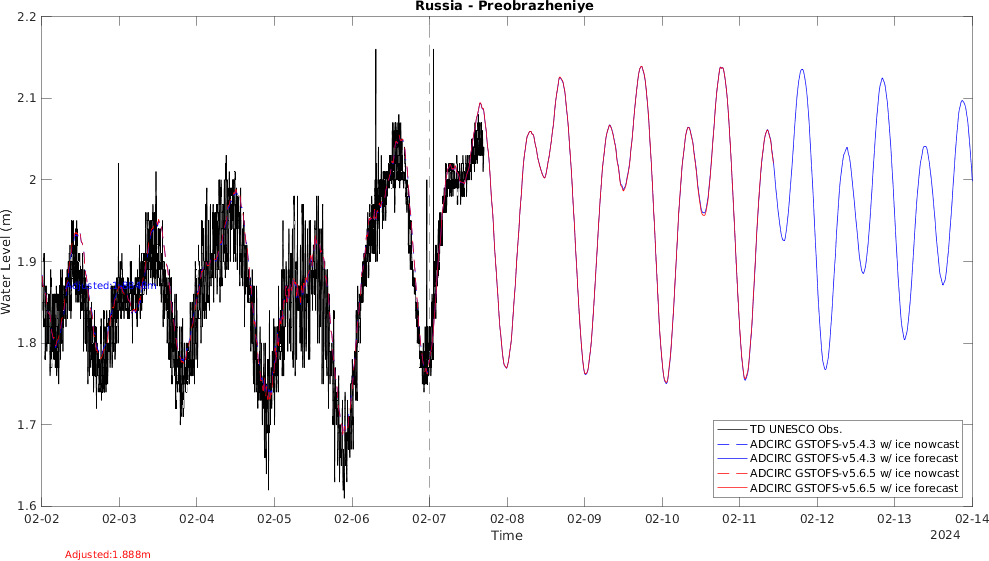 Russia - Preobrazheniye
Water Level (m)
2.2
2.1
2
1.9
1.8
1.7
1.6
02-02 02-03 02-04 02-05 02-06 02-07 02-08 02-09 02-10 02-11 02-12 02-13 02-14
Time
2024
TD UNESCO Obs.
ADCIRC GSTOFS-v5.4.3 w/ ice nowcast
ADCIRC GSTOFS-v5.4.3 w/ ice forecast
ADCIRC GSTOFS-v5.6.5 w/ ice nowcast
ADCIRC GSTOFS-v5.6.5 w/ ice forecast
Adjusted:1.888m